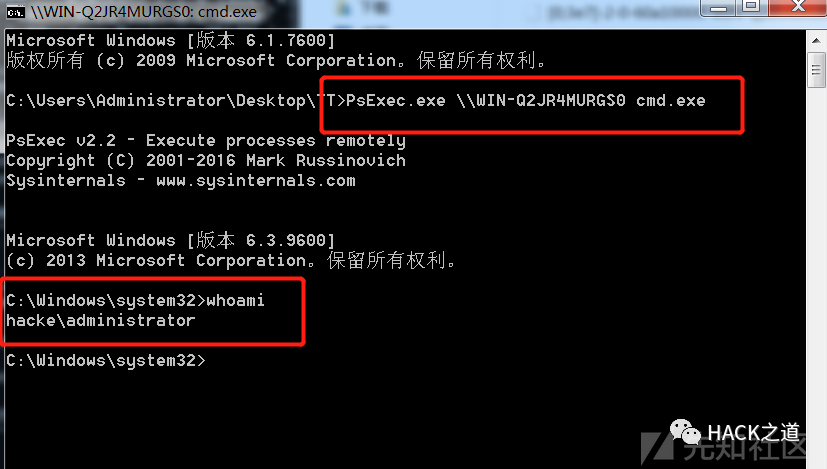 \\WIN-Q2JR4MURGS0: cmd.exe
Microsoft Windows [版本 6.1.7600]
版权所有 (c) 2009 Microsoft Corporation。保留所有权利。
C:\Users\Administrator\Desktop\TT>PsExec.exe \\WIN-Q2JR4MURGS0 cmd.exe
PsExec v2.2 - Execute processes remotely
Copyright (C) 2001-2016 Mark Russinovich
Sysinternals - www.sysinternals.com
Microsoft Windows [版本 6.3.9600]
(c) 2013 Microsoft Corporation。保留所有权利。
C:\Windows\system32>whoami
hacke\administrator
C:\Windows\system32>
HACK之道
先知社区